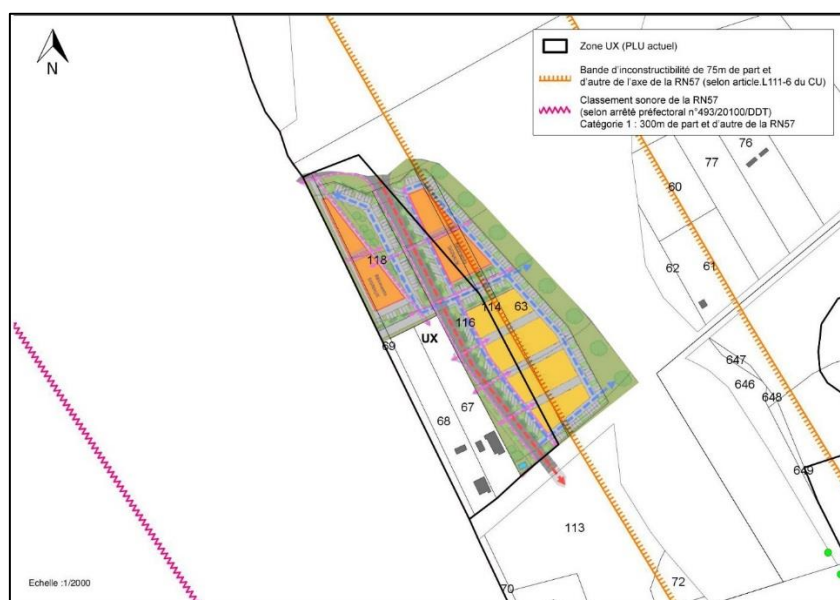 N
Zone UX (PLU actuel)
Bande d'inconstructibilité de 75m de part et
d'autre de l'axe de la RN57 (selon article.L111-6 du CU)
Classement sonore de la RN57
(selon arrêté préfectoral n°493/20100/DDT)
Catégorie 1 : 300m de part et d'autre de la RN57
76
77
60
62
61
118
114
63
116
69
UX
67
68
647
646
648
649
113
72
70
Echelle :1/2000